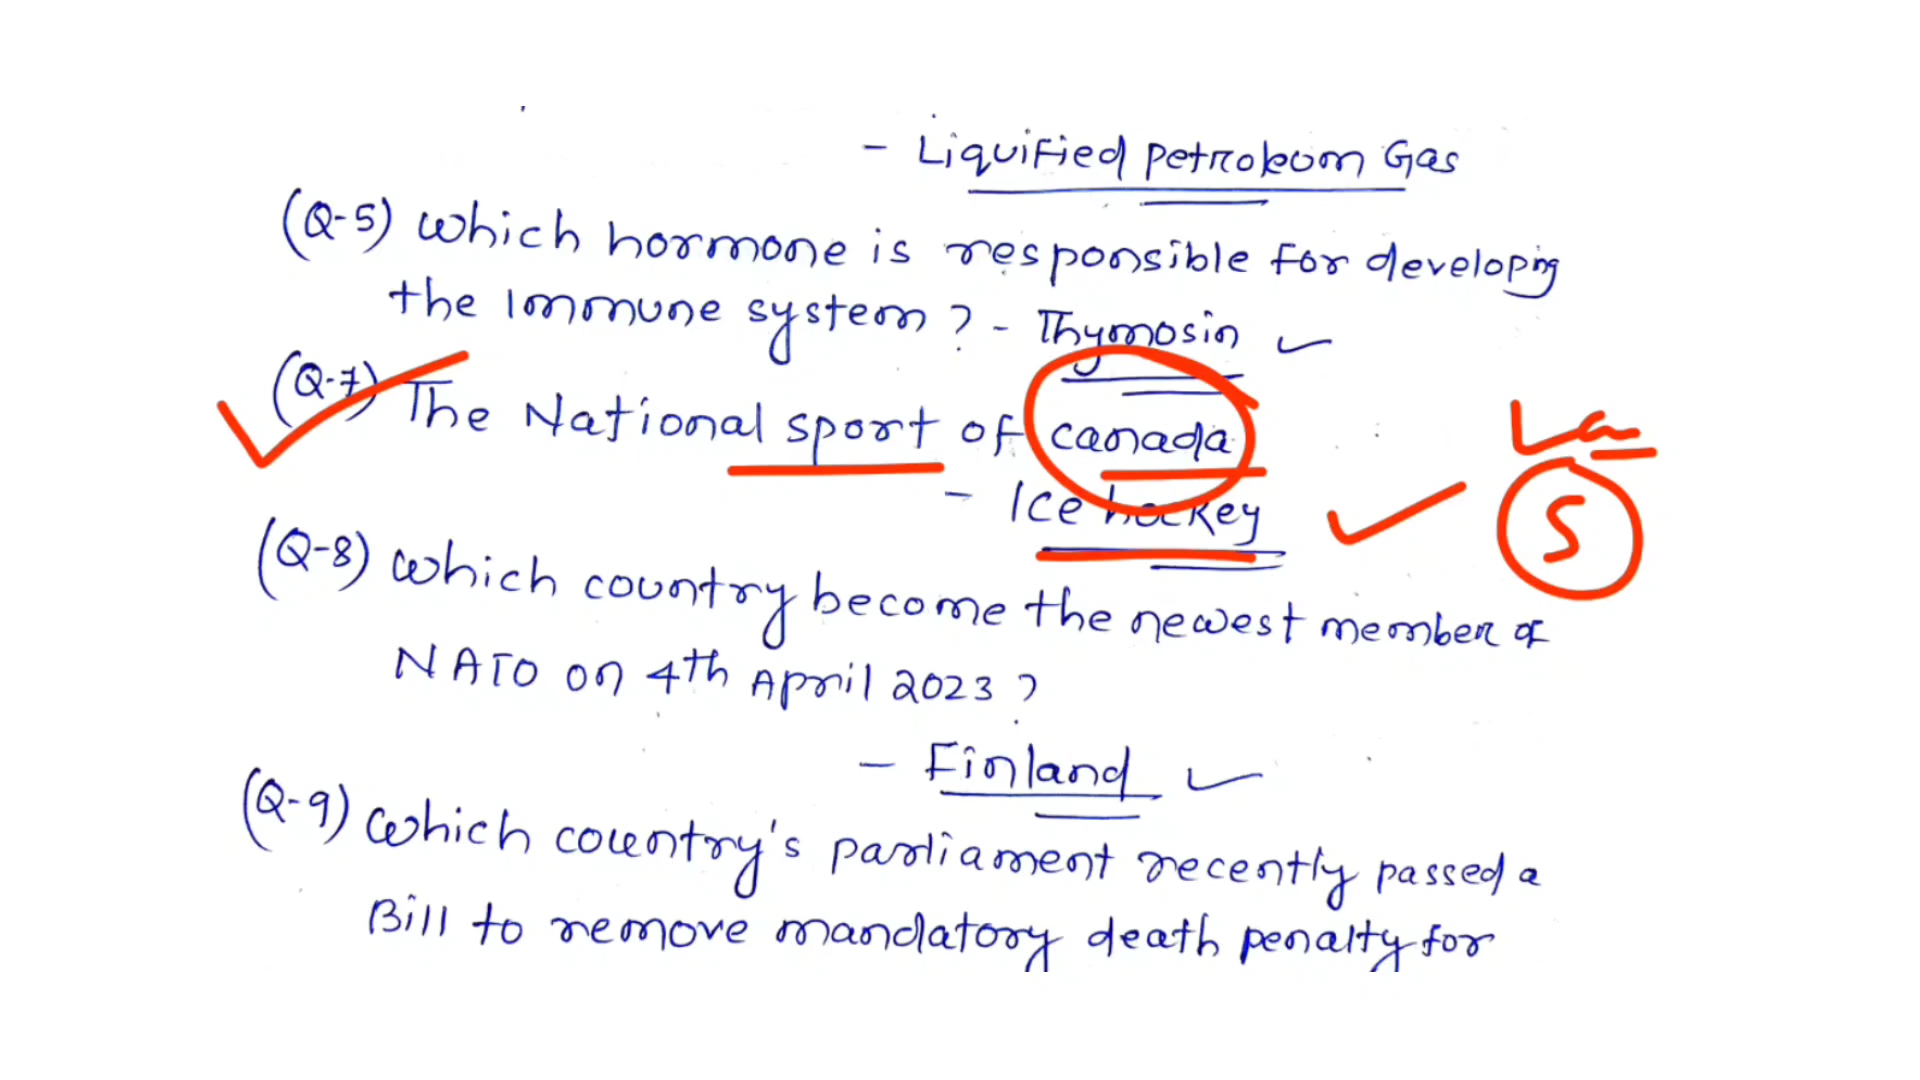 - Liquified petroleum Gas
(Q-5) Which hormone is responsible for developing
the Immune system? - Thymosin
(Q-7) The National sport of canada
La
- Ice hockey
S
(Q-8) Which country become the newest member of
NATO on 4th April 2023?
- Finland
(Q-9) Which country's parliament recently passed a
Bill to remove mandatory death penalty for